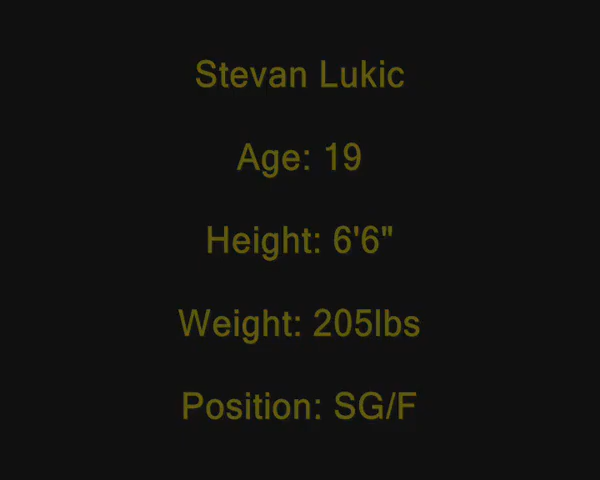 Stevan Lukic
Age: 19
Height: 6'6"
Weight: 205lbs
Position: SG/F